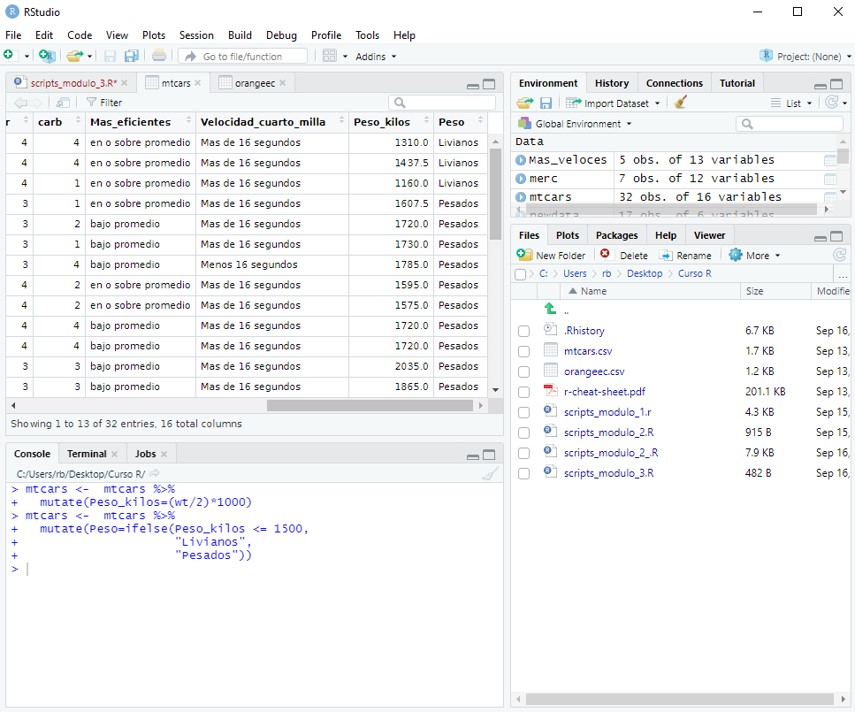 RStudio
File Edit Code View Plots Session Build Debug Profile Tools Help
Go to file/function Addins Project: (None)
scripts_modulo_3.R* mtcars orangeec
Filter
r carb Mas_eficientes Velocidad_cuarto_milla Peso_kilos Peso
4 4 en o sobre promedio Mas de 16 segundos 1310.0 Livianos
4 4 en o sobre promedio Mas de 16 segundos 1437.5 Livianos
4 1 en o sobre promedio Mas de 16 segundos 1160.0 Livianos
3 1 en o sobre promedio Mas de 16 segundos 1607.5 Pesados
3 2 bajo promedio Mas de 16 segundos 1720.0 Pesados
3 1 bajo promedio Mas de 16 segundos 1730.0 Pesados
3 4 bajo promedio Menos 16 segundos 1785.0 Pesados
4 2 en o sobre promedio Mas de 16 segundos 1595.0 Pesados
4 2 en o sobre promedio Mas de 16 segundos 1575.0 Pesados
4 4 bajo promedio Mas de 16 segundos 1720.0 Pesados
4 4 bajo promedio Mas de 16 segundos 1720.0 Pesados
3 3 bajo promedio Mas de 16 segundos 2035.0 Pesados
3 3 bajo promedio Mas de 16 segundos 1865.0 Pesados
Showing 1 to 13 of 32 entries, 16 total columns
Console Terminal Jobs
C:/Users/rb/Desktop/Curso R/
> mtcars <-  mtcars %>%
+   mutate(Peso_kilos=(wt/2)*1000)
> mtcars <-  mtcars %>%
+   mutate(Peso=ifelse(Peso_kilos <= 1500,
+                      "Livianos",
+                      "Pesados"))
>
Environment History Connections Tutorial
Import Dataset List
Global Environment
Data
Mas_veloces 5 obs. of 13 variables
merc 7 obs. of 12 variables
mtcars 32 obs. of 16 variables
newdata 17 obs. of 6 variables
Files Plots Packages Help Viewer
New Folder Delete Rename More
C: Users rb Desktop Curso R ...
Name Size Modifie
..
.Rhistory 6.7 KB Sep 16,
mtcars.csv 1.7 KB Sep 13,
orangeec.csv 1.2 KB Sep 13,
r-cheat-sheet.pdf 201.1 KB Sep 13,
scripts_modulo_1.r 4.3 KB Sep 15,
scripts_modulo_2.R 915 B Sep 15,
scripts_modulo_2_.R 7.9 KB Sep 16,
scripts_modulo_3.R 482 B Sep 16,